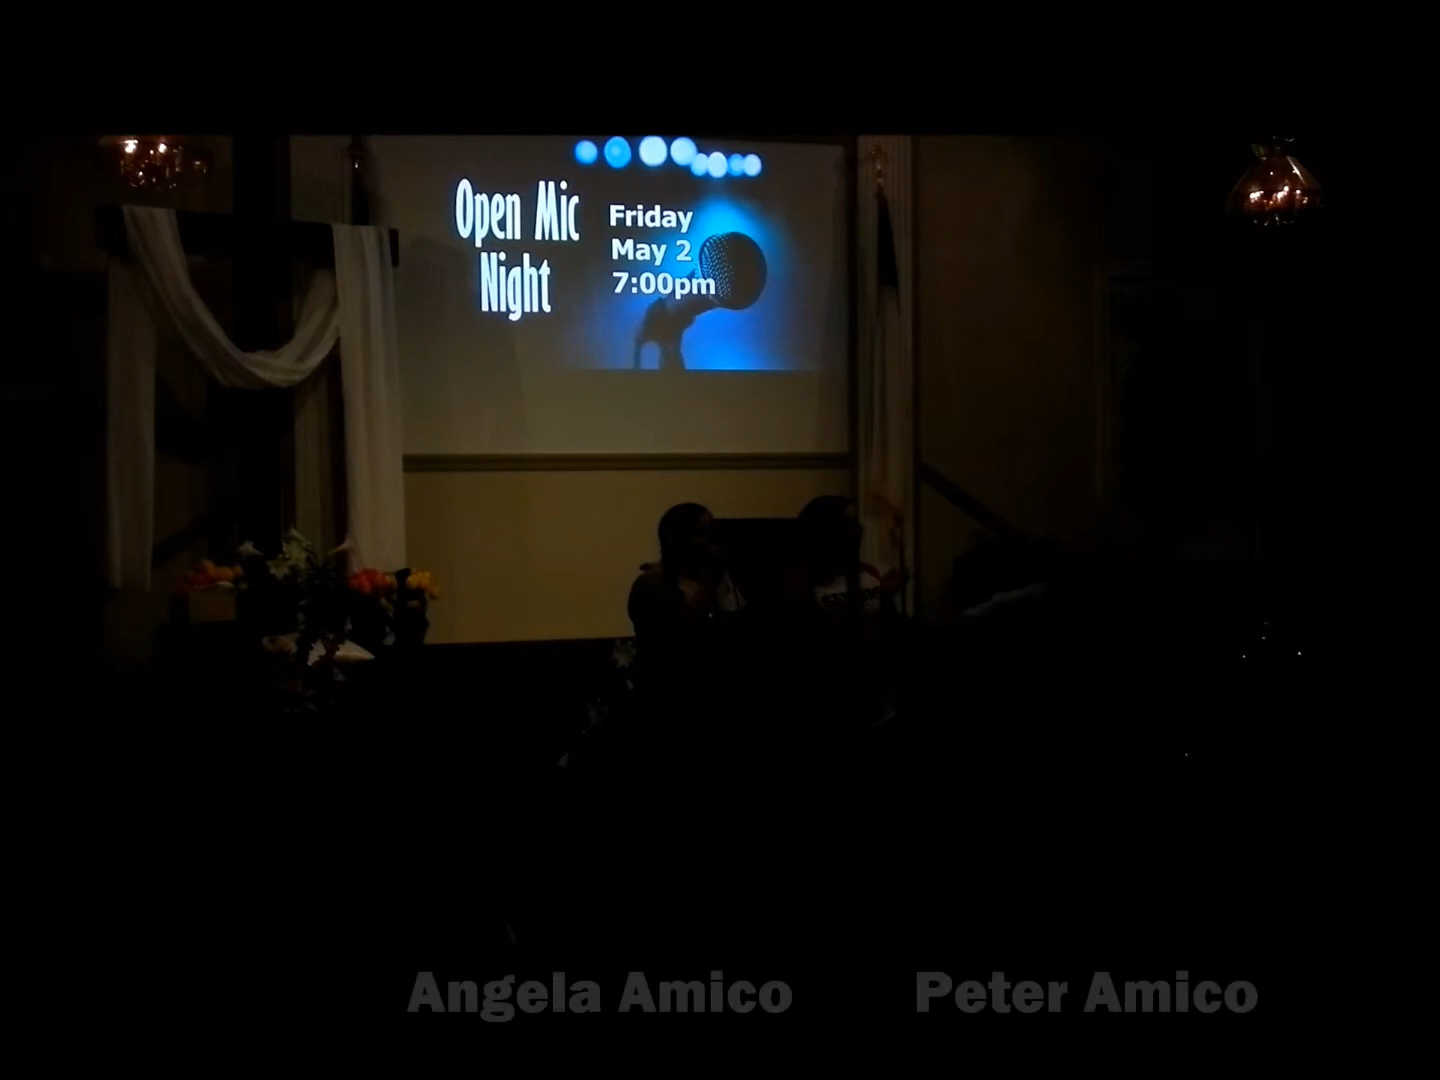 Open Mic
Night
Friday
May 2
7:00pm
Angela Amico
Peter Amico